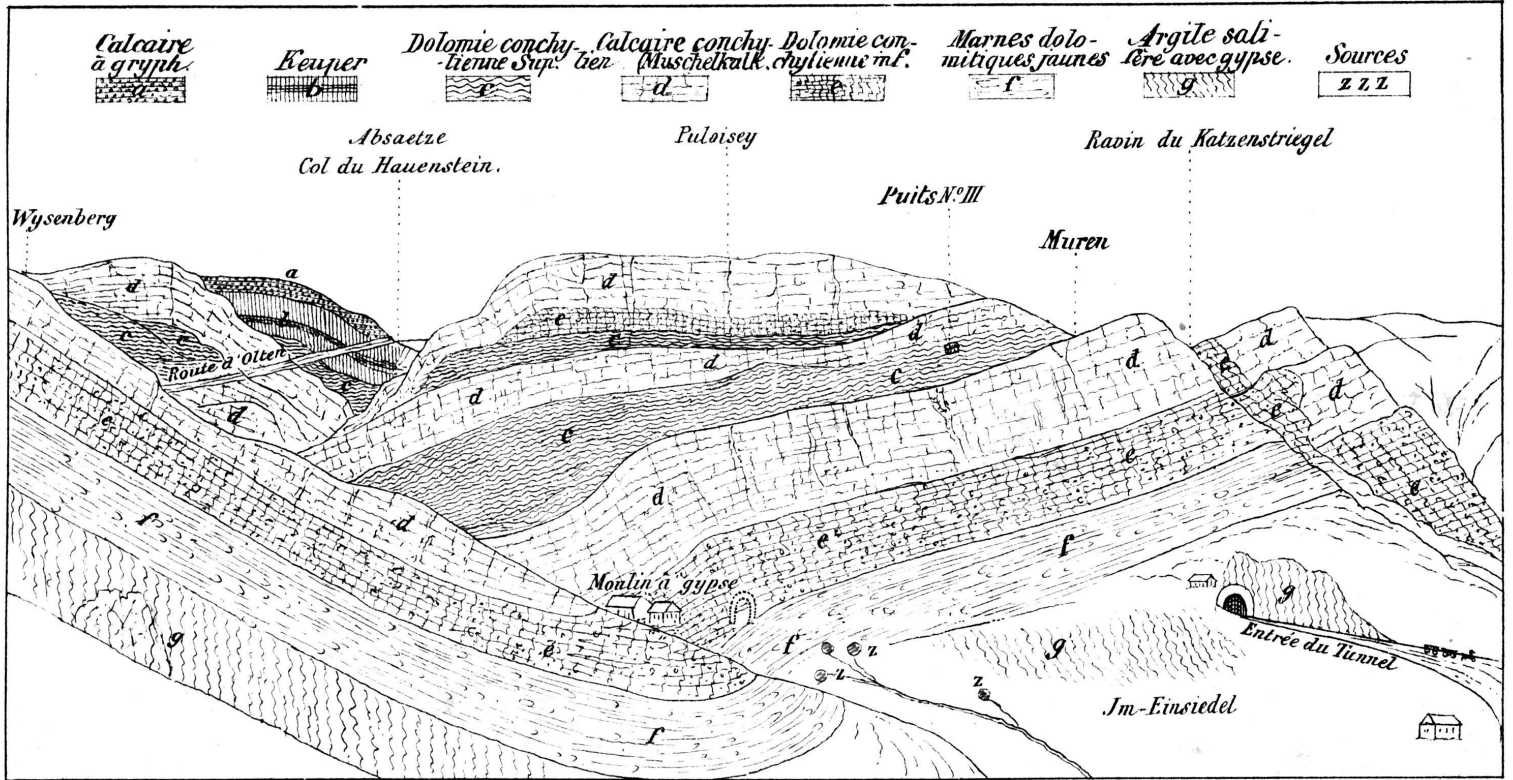 Calcaire
à gryph.
a
Keuper
b
Dolomie conchy-
-lienne Sup.
c
Calcaire conchy-
lien (Muschelkalk.
d
Dolomie con-
chylienne inf.
e
Marnes dolo-
mitiques jaunes
f
Argile sali-
fère avec gypse.
g
Sources
z z z
Absaetze
Col du Hauenstein.
Puloisey
Ravin du Katzenstriegel
Puits No. III
Wysenberg
Muren
a
d
d
b
e
d
c
c
c
d
d
d
e
Route d'Olten
c
c
d
d
d
e
e
d
c
e
e
e
d
d
f
d
e
f
Moulin à gypse
g
g
f
z
Entrée du Tunnel
g
e
z
z
Jm-Einsiedel
f